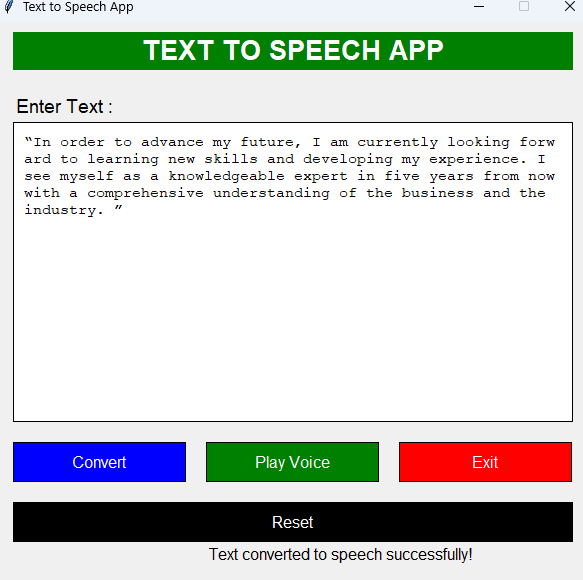 Text to Speech App
TEXT TO SPEECH APP
Enter Text :
“In order to advance my future, I am currently looking forw
ard to learning new skills and developing my experience. I
see myself as a knowledgeable expert in five years from now
with a comprehensive understanding of the business and the
industry. ”
Convert
Play Voice
Exit
Reset
Text converted to speech successfully!